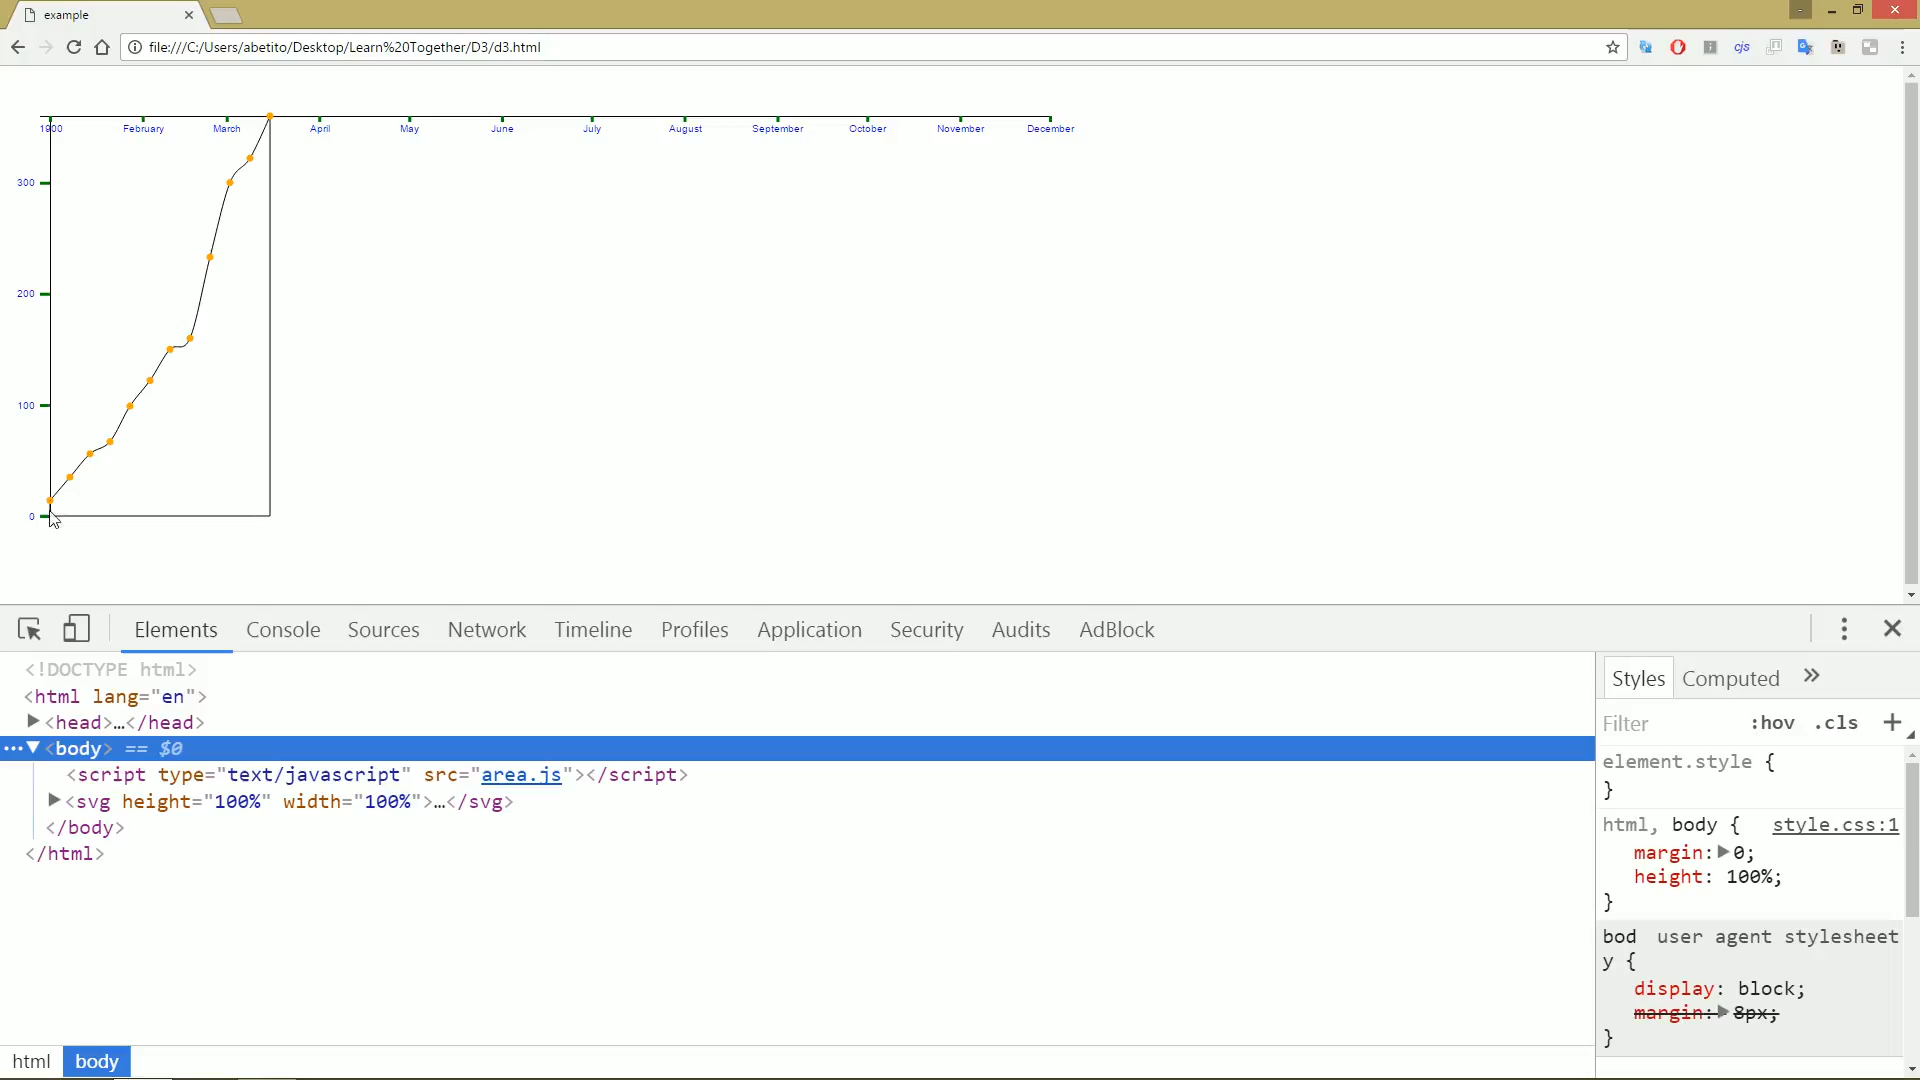 example
file:///C:/Users/abetito/Desktop/Learn%20Together/D3/d3.html
cjs
1900 February March April May June July August September October November December
300
200
100
0
Elements Console Sources Network Timeline Profiles Application Security Audits AdBlock
<!DOCTYPE html>
<html lang="en">
<head>…</head>
<body> == $0
<script type="text/javascript" src="area.js"></script>
<svg height="100%" width="100%">…</svg>
</body>
</html>
html body
Styles Computed
Filter :hov .cls
element.style {
}
html, body { style.css:1
margin: 0;
height: 100%;
}
bod user agent stylesheet
y {
display: block;
margin: 8px;
}